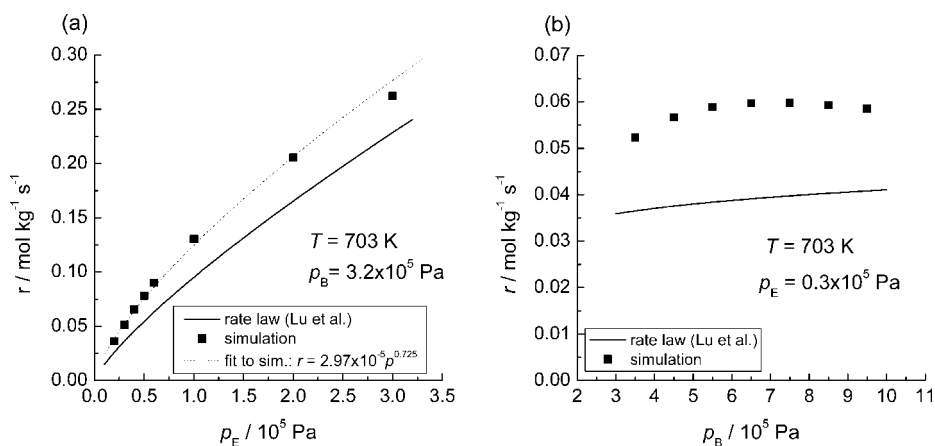 (a)
0.30
0.25
0.20
0.15
0.10
0.05
0.00
r / mol kg⁻¹ s⁻¹
T = 703 K
p_B = 3.2x10⁵ Pa
rate law (Lu et al.)
simulation
fit to sim.: r = 2.97x10⁻⁵p^0.725
0.0 0.5 1.0 1.5 2.0 2.5 3.0 3.5
p_E / 10⁵ Pa
(b)
0.08
0.07
0.06
0.05
0.04
0.03
0.02
0.01
0.00
r / mol kg⁻¹ s⁻¹
T = 703 K
p_E = 0.3x10⁵ Pa
rate law (Lu et al.)
simulation
2 3 4 5 6 7 8 9 10 11
p_B / 10⁵ Pa